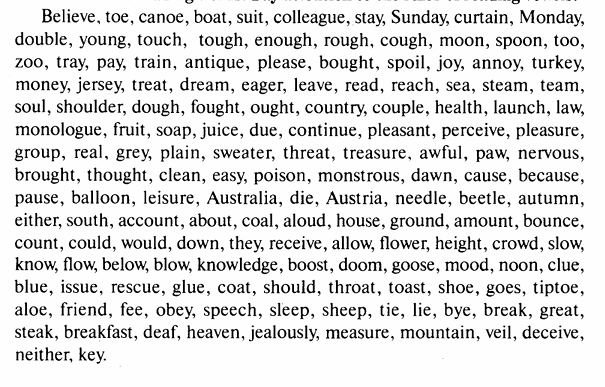 Believe, toe, canoe, boat, suit, colleague, stay, Sunday, curtain, Monday,
double, young, touch, tough, enough, rough, cough, moon, spoon, too,
zoo, tray, pay, train, antique, please, bought, spoil, joy, annoy, turkey,
money, jersey, treat, dream, eager, leave, read, reach, sea, steam, team,
soul, shoulder, dough, fought, ought, country, couple, health, launch, law,
monologue, fruit, soap, juice, due, continue, pleasant, perceive, pleasure,
group, real, grey, plain, sweater, threat, treasure, awful, paw, nervous,
brought, thought, clean, easy, poison, monstrous, dawn, cause, because,
pause, balloon, leisure, Australia, die, Austria, needle, beetle, autumn,
either, south, account, about, coal, aloud, house, ground, amount, bounce,
count, could, would, down, they, receive, allow, flower, height, crowd, slow,
know, flow, below, blow, knowledge, boost, doom, goose, mood, noon, clue,
blue, issue, rescue, glue, coat, should, throat, toast, shoe, goes, tiptoe,
aloe, friend, fee, obey, speech, sleep, sheep, tie, lie, bye, break, great,
steak, breakfast, deaf, heaven, jealously, measure, mountain, veil, deceive,
neither, key.